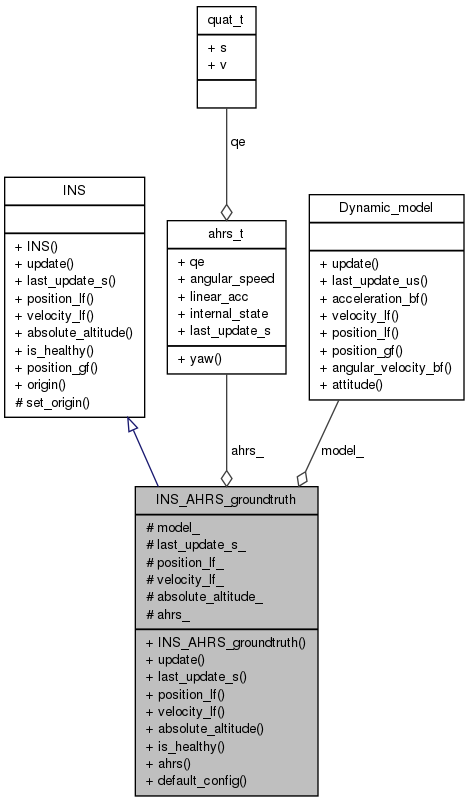 quat_t
+ s
+ v
qe
INS
+ INS()
+ update()
+ last_update_s()
+ position_lf()
+ velocity_lf()
+ absolute_altitude()
+ is_healthy()
+ position_gf()
+ origin()
# set_origin()
ahrs_t
+ qe
+ angular_speed
+ linear_acc
+ internal_state
+ last_update_s
+ yaw()
Dynamic_model
+ update()
+ last_update_us()
+ acceleration_bf()
+ velocity_lf()
+ position_lf()
+ position_gf()
+ angular_velocity_bf()
+ attitude()
ahrs_
model_
INS_AHRS_groundtruth
# model_
# last_update_s_
# position_lf_
# velocity_lf_
# absolute_altitude_
# ahrs_
+ INS_AHRS_groundtruth()
+ update()
+ last_update_s()
+ position_lf()
+ velocity_lf()
+ absolute_altitude()
+ is_healthy()
+ ahrs()
+ default_config()